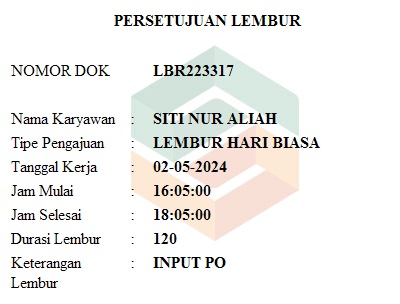 PERSETUJUAN LEMBUR
NOMOR DOK LBR223317
Nama Karyawan : SITI NUR ALIAH
Tipe Pengajuan : LEMBUR HARI BIASA
Tanggal Kerja : 02-05-2024
Jam Mulai : 16:05:00
Jam Selesai : 18:05:00
Durasi Lembur : 120
Keterangan : INPUT PO
Lembur